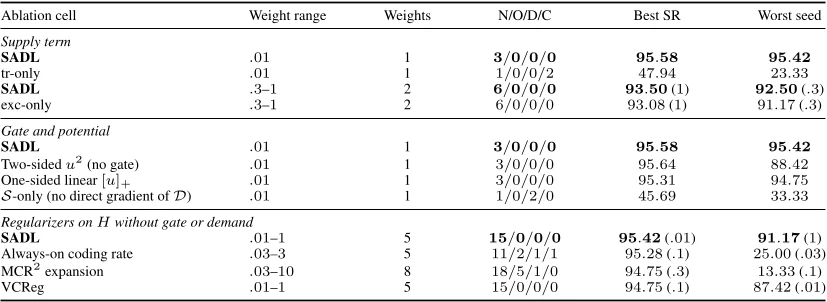 Ablation cell Weight range Weights N/O/D/C Best SR Worst seed
Supply term
SADL .01 1 3/0/0/0 95.58 95.42
tr-only .01 1 1/0/0/2 47.94 23.33
SADL .3–1 2 6/0/0/0 93.50 (1) 92.50 (.3)
exc-only .3–1 2 6/0/0/0 93.08 (1) 91.17 (.3)
Gate and potential
SADL .01 1 3/0/0/0 95.58 95.42
Two-sided u² (no gate) .01 1 3/0/0/0 95.64 88.42
One-sided linear [u]₊ .01 1 3/0/0/0 95.31 94.75
𝒮-only (no direct gradient of 𝒟) .01 1 1/0/2/0 45.69 33.33
Regularizers on H without gate or demand
SADL .01–1 5 15/0/0/0 95.42 (.01) 91.17 (1)
Always-on coding rate .03–3 5 11/2/1/1 95.28 (.1) 25.00 (.03)
MCR² expansion .03–10 8 18/5/1/0 94.75 (.3) 13.33 (.1)
VCReg .01–1 5 15/0/0/0 94.75 (.1) 87.42 (.01)